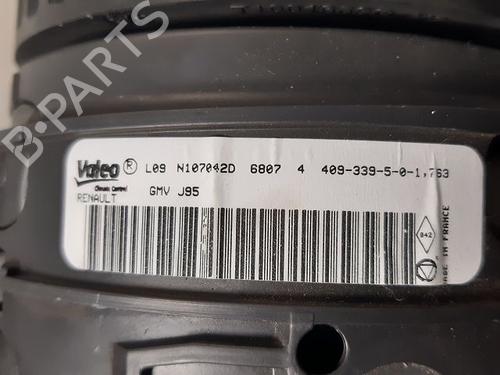 B-PARTS
Valeo ® L09 N107042D 6807 4 409-339-5-0-1,763
Climate Control
RENAULT GMV J95
842
MADE IN FRANCE